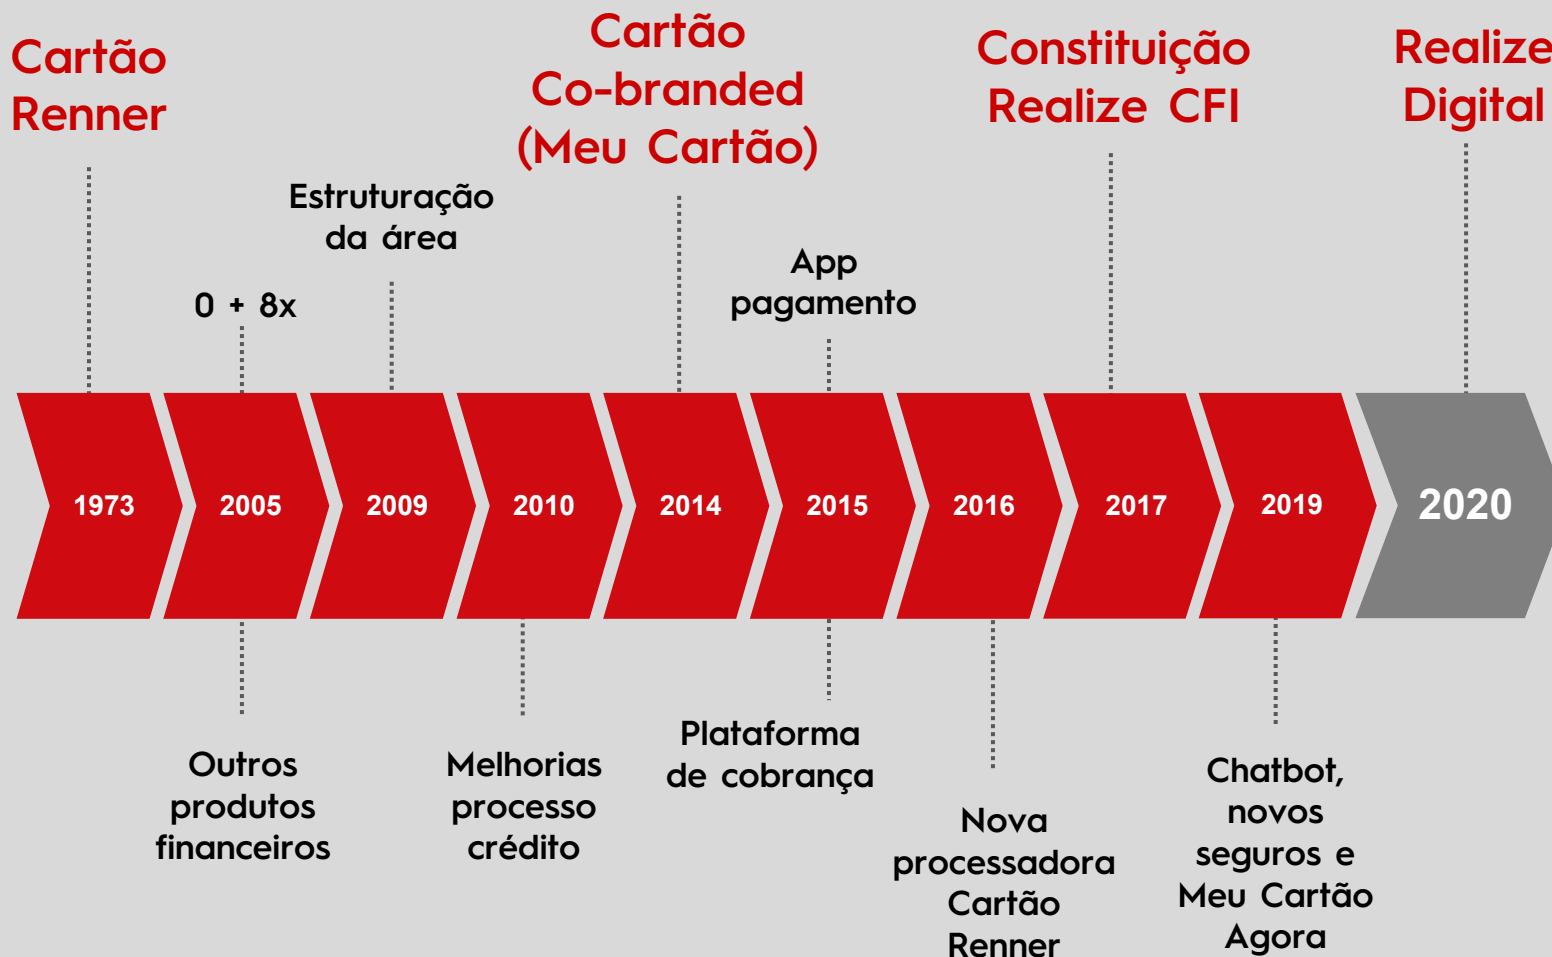 Cartão
Renner
Cartão
Co-branded
(Meu Cartão)
Constituição
Realize CFI
Realize
Digital
Estruturação
da área
0 + 8x
App
pagamento
1973
2005
2009
2010
2014
2015
2016
2017
2019
2020
Outros
produtos
financeiros
Melhorias
processo
crédito
Plataforma
de cobrança
Nova
processadora
Cartão
Renner
Chatbot,
novos
seguros e
Meu Cartão
Agora